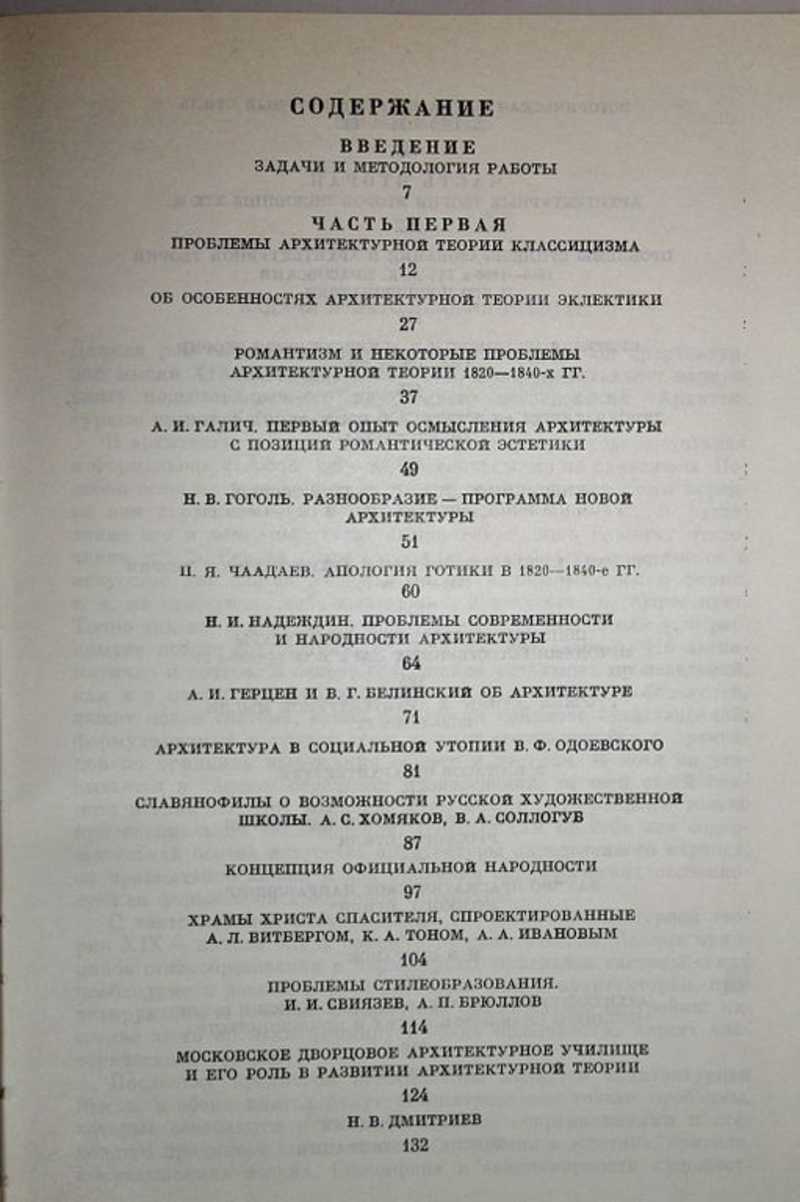 СОДЕРЖАНИЕ
ВВЕДЕНИЕ
ЗАДАЧИ И МЕТОДОЛОГИЯ РАБОТЫ
7
ЧАСТЬ ПЕРВАЯ
ПРОБЛЕМЫ АРХИТЕКТУРНОЙ ТЕОРИИ КЛАССИЦИЗМА
12
ОБ ОСОБЕННОСТЯХ АРХИТЕКТУРНОЙ ТЕОРИИ ЭКЛЕКТИКИ
27
РОМАНТИЗМ И НЕКОТОРЫЕ ПРОБЛЕМЫ
АРХИТЕКТУРНОЙ ТЕОРИИ 1820—1840-х ГГ.
37
А. И. ГАЛИЧ. ПЕРВЫЙ ОПЫТ ОСМЫСЛЕНИЯ АРХИТЕКТУРЫ
С ПОЗИЦИЙ РОМАНТИЧЕСКОЙ ЭСТЕТИКИ
49
Н. В. ГОГОЛЬ. РАЗНООБРАЗИЕ — ПРОГРАММА НОВОЙ
АРХИТЕКТУРЫ
51
П. Я. ЧААДАЕВ. АПОЛОГИЯ ГОТИКИ В 1820—1840-е ГГ.
60
Н. И. НАДЕЖДИН. ПРОБЛЕМЫ СОВРЕМЕННОСТИ
И НАРОДНОСТИ АРХИТЕКТУРЫ
64
А. И. ГЕРЦЕН И В. Г. БЕЛИНСКИЙ ОБ АРХИТЕКТУРЕ
71
АРХИТЕКТУРА В СОЦИАЛЬНОЙ УТОПИИ В. Ф. ОДОЕВСКОГО
81
СЛАВЯНОФИЛЫ О ВОЗМОЖНОСТИ РУССКОЙ ХУДОЖЕСТВЕННОЙ
ШКОЛЫ. А. С. ХОМЯКОВ, В. А. СОЛЛОГУБ
87
КОНЦЕПЦИЯ ОФИЦИАЛЬНОЙ НАРОДНОСТИ
97
ХРАМЫ ХРИСТА СПАСИТЕЛЯ, СПРОЕКТИРОВАННЫЕ
А. Л. ВИТБЕРГОМ, К. А. ТОНОМ, А. А. ИВАНОВЫМ
104
ПРОБЛЕМЫ СТИЛЕОБРАЗОВАНИЯ.
И. И. СВИЯЗЕВ, А. П. БРЮЛЛОВ
114
МОСКОВСКОЕ ДВОРЦОВОЕ АРХИТЕКТУРНОЕ УЧИЛИЩЕ
И ЕГО РОЛЬ В РАЗВИТИИ АРХИТЕКТУРНОЙ ТЕОРИИ
124
Н. В. ДМИТРИЕВ
132